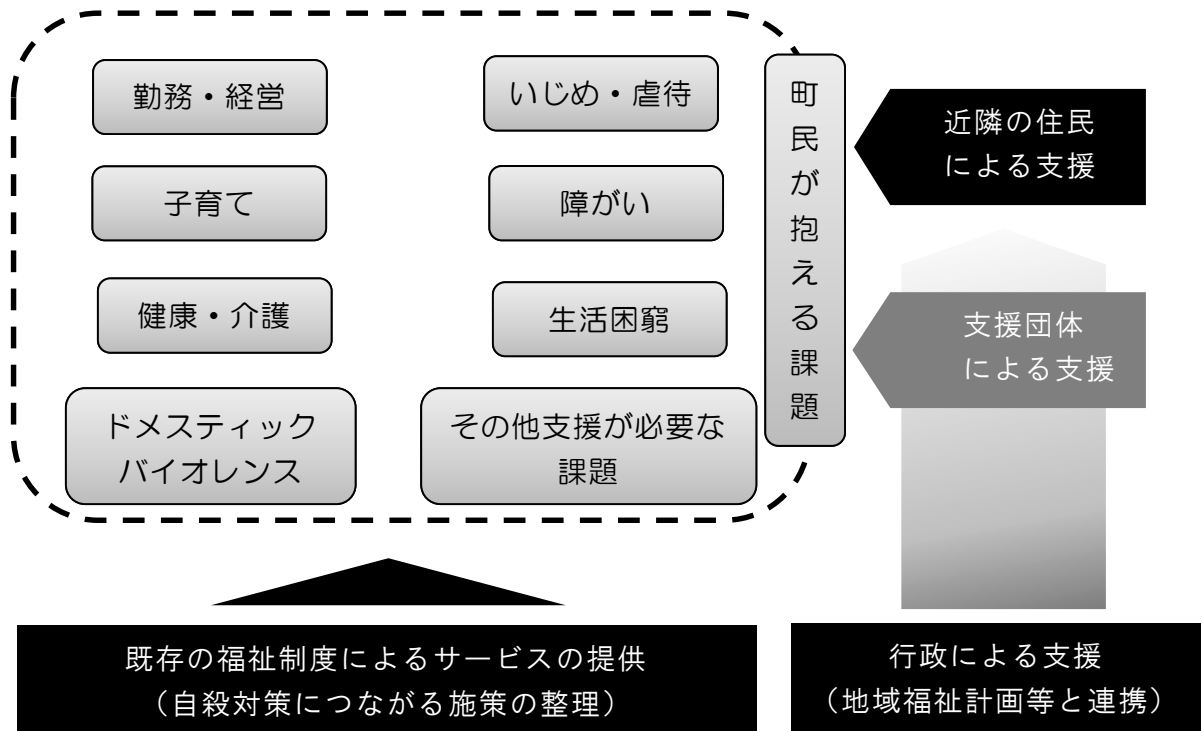 勤務・経営
いじめ・虐待
子育て
障がい
健康・介護
生活困窮
ドメスティック
バイオレンス
その他支援が必要な
課題
町民が抱える課題
近隣の住民
による支援
支援団体
による支援
既存の福祉制度によるサービスの提供
（自殺対策につながる施策の整理）
行政による支援
（地域福祉計画等と連携）